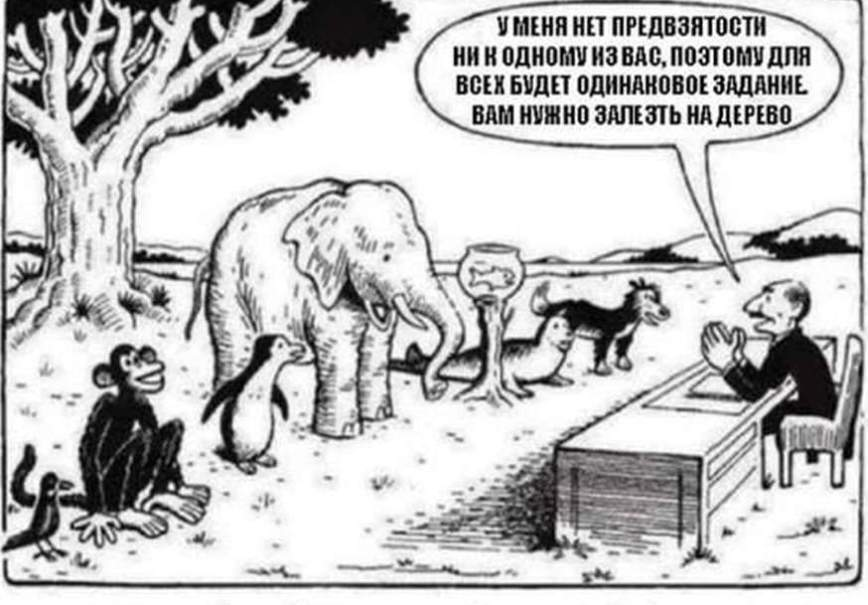 У МЕНЯ НЕТ ПРЕДВЗЯТОСТИ
НИ К ОДНОМУ ИЗ ВАС, ПОЭТОМУ ДЛЯ
ВСЕХ БУДЕТ ОДИНАКОВОЕ ЗАДАНИЕ.
ВАМ НУЖНО ЗАЛЕЗТЬ НА ДЕРЕВО